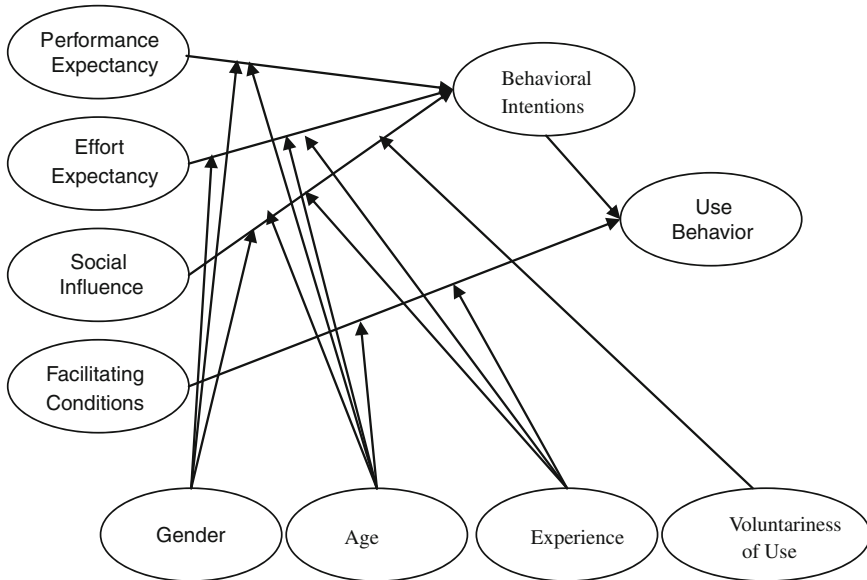 Performance
Expectancy
Behavioral
Intentions
Effort
Expectancy
Use
Behavior
Social
Influence
Facilitating
Conditions
Gender
Age
Experience
Voluntariness
of Use